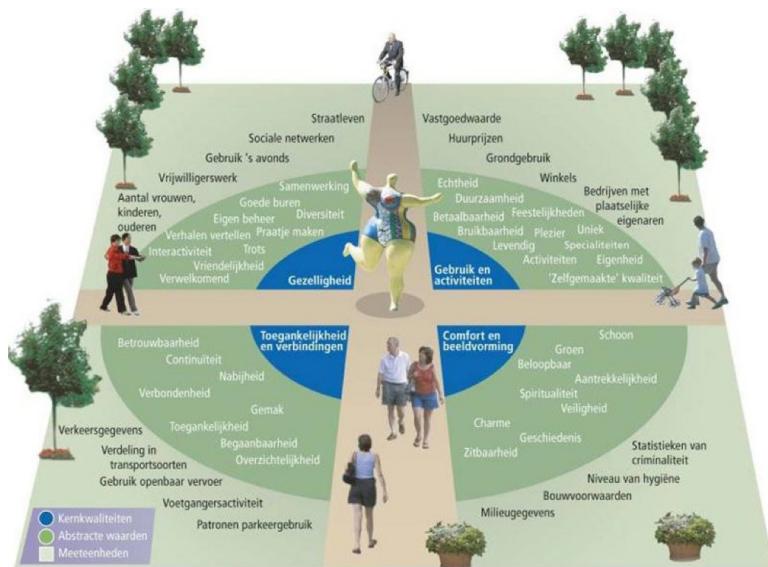 Straatleven
Sociale netwerken
Gebruik 's avonds
Vrijwilligerswerk
Aantal vrouwen,
kinderen,
ouderen
Samenwerking
Goede buren
Diversiteit
Eigen beheer
Praatje maken
Verhalen vertellen
Trots
Interactiviteit
Vriendelijkheid
Verwelkomend
Gezelligheid
Vastgoedwaarde
Huurprijzen
Grondgebruik
Winkels
Bedrijven met
plaatselijke
eigenaren
Echtheid
Duurzaamheid
Betaalbaarheid
Feestelijkheden
Bruikbaarheid
Plezier
Uniek
Levendig
Specialiteiten
Activiteiten
Eigenheid
'Zelfgemaakte' kwaliteit
Gebruik en
activiteiten
Toegankelijkheid
en verbindingen
Betrouwbaarheid
Continuïteit
Nabijheid
Verbondenheid
Gemak
Toegankelijkheid
Begaanbaarheid
Overzichtelijkheid
Verkeersgegevens
Verdeling in
transportsoorten
Gebruik openbaar vervoer
Voetgangersactiviteit
Patronen parkeergebruik
Comfort en
beeldvorming
Schoon
Groen
Beloopbaar
Aantrekkelijkheid
Spiritualiteit
Veiligheid
Charme
Geschiedenis
Zitbaarheid
Statistieken van
criminaliteit
Niveau van hygiëne
Bouwvoorwaarden
Milieugegevens
Kernkwaliteiten
Abstracte waarden
Meeteenheden